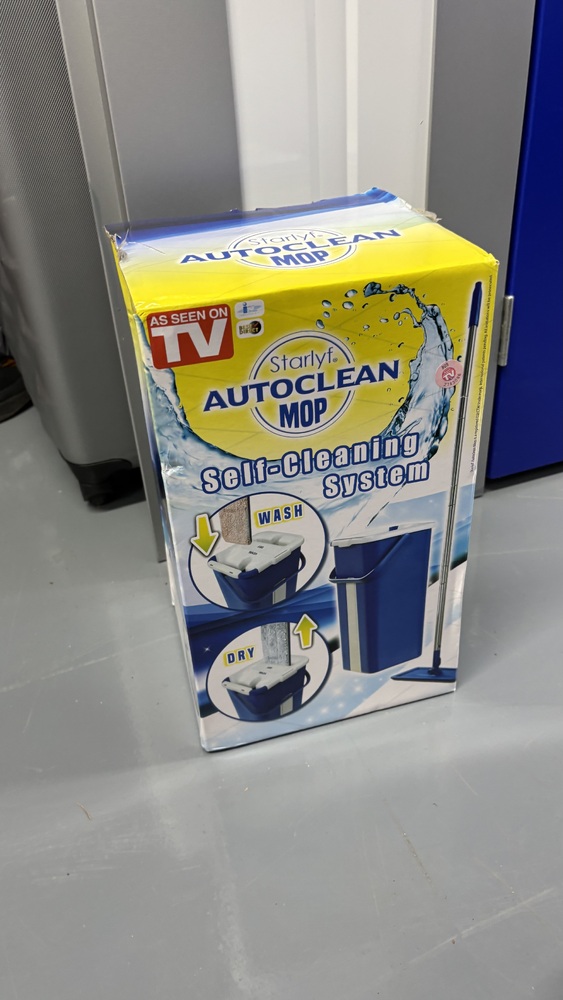 Starlyf®
AUTOCLEAN
MOP
AS SEEN ON
TV
Starlyf®
AUTOCLEAN
MOP
Self-Cleaning
System
WASH
DRY